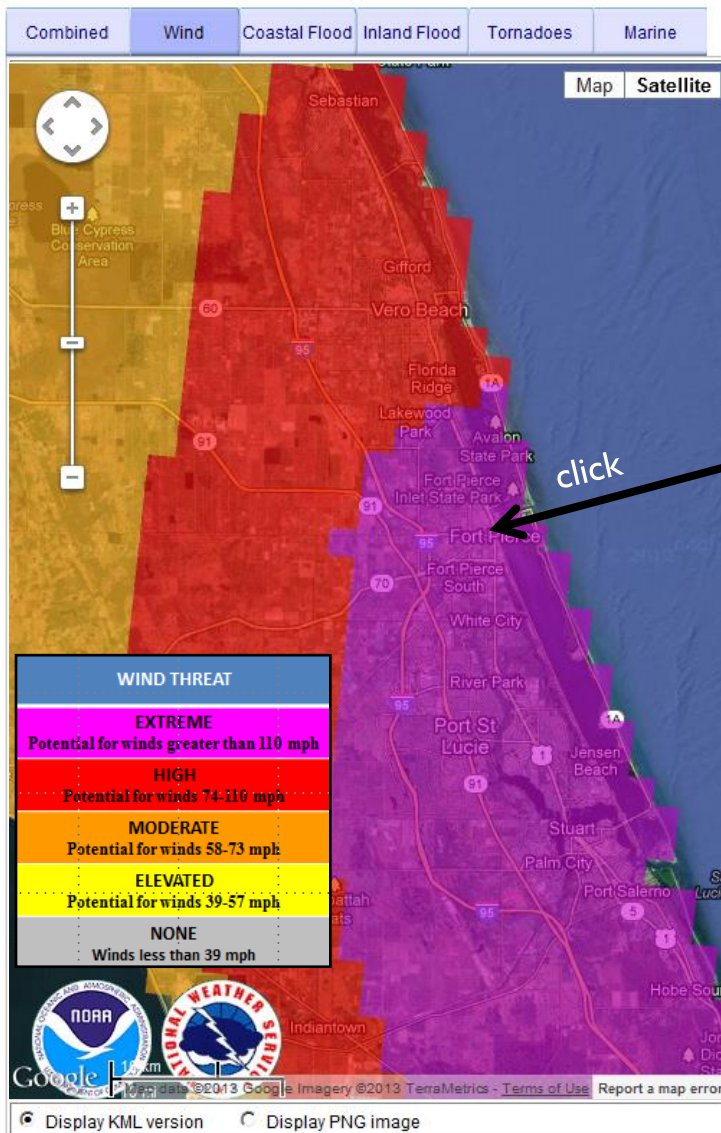 Combined Wind Coastal Flood Inland Flood Tornadoes Marine
Map Satellite
Sebastian
Blue Cypress
Conservation
Area
Gifford
60
Vero Beach
95
Florida
Ridge
1A
91
Lakewood
Park
Avalon
State Park
click
Fort Pierce
Inlet State Park
91
95
Fort Pierce
70
Fort Pierce
South
White City
WIND THREAT
River Park
EXTREME
Potential for winds greater than 110 mph
95
1A
Port St
Lucie
1
Jensen
Beach
HIGH
Potential for winds 74-110 mph
91
MODERATE
Potential for winds 58-73 mph
Stuart
Palm City
ELEVATED
Potential for winds 39-57 mph
Port Salerno
95
5
1
NONE
Winds less than 39 mph
Hobe Sou
NOAA
NATIONAL WEATHER SERVIC
Indiantown
Google
Map data ©2013 Google Imagery ©2013 TerraMetrics - Terms of Use Report a map error
Display KML version Display PNG image